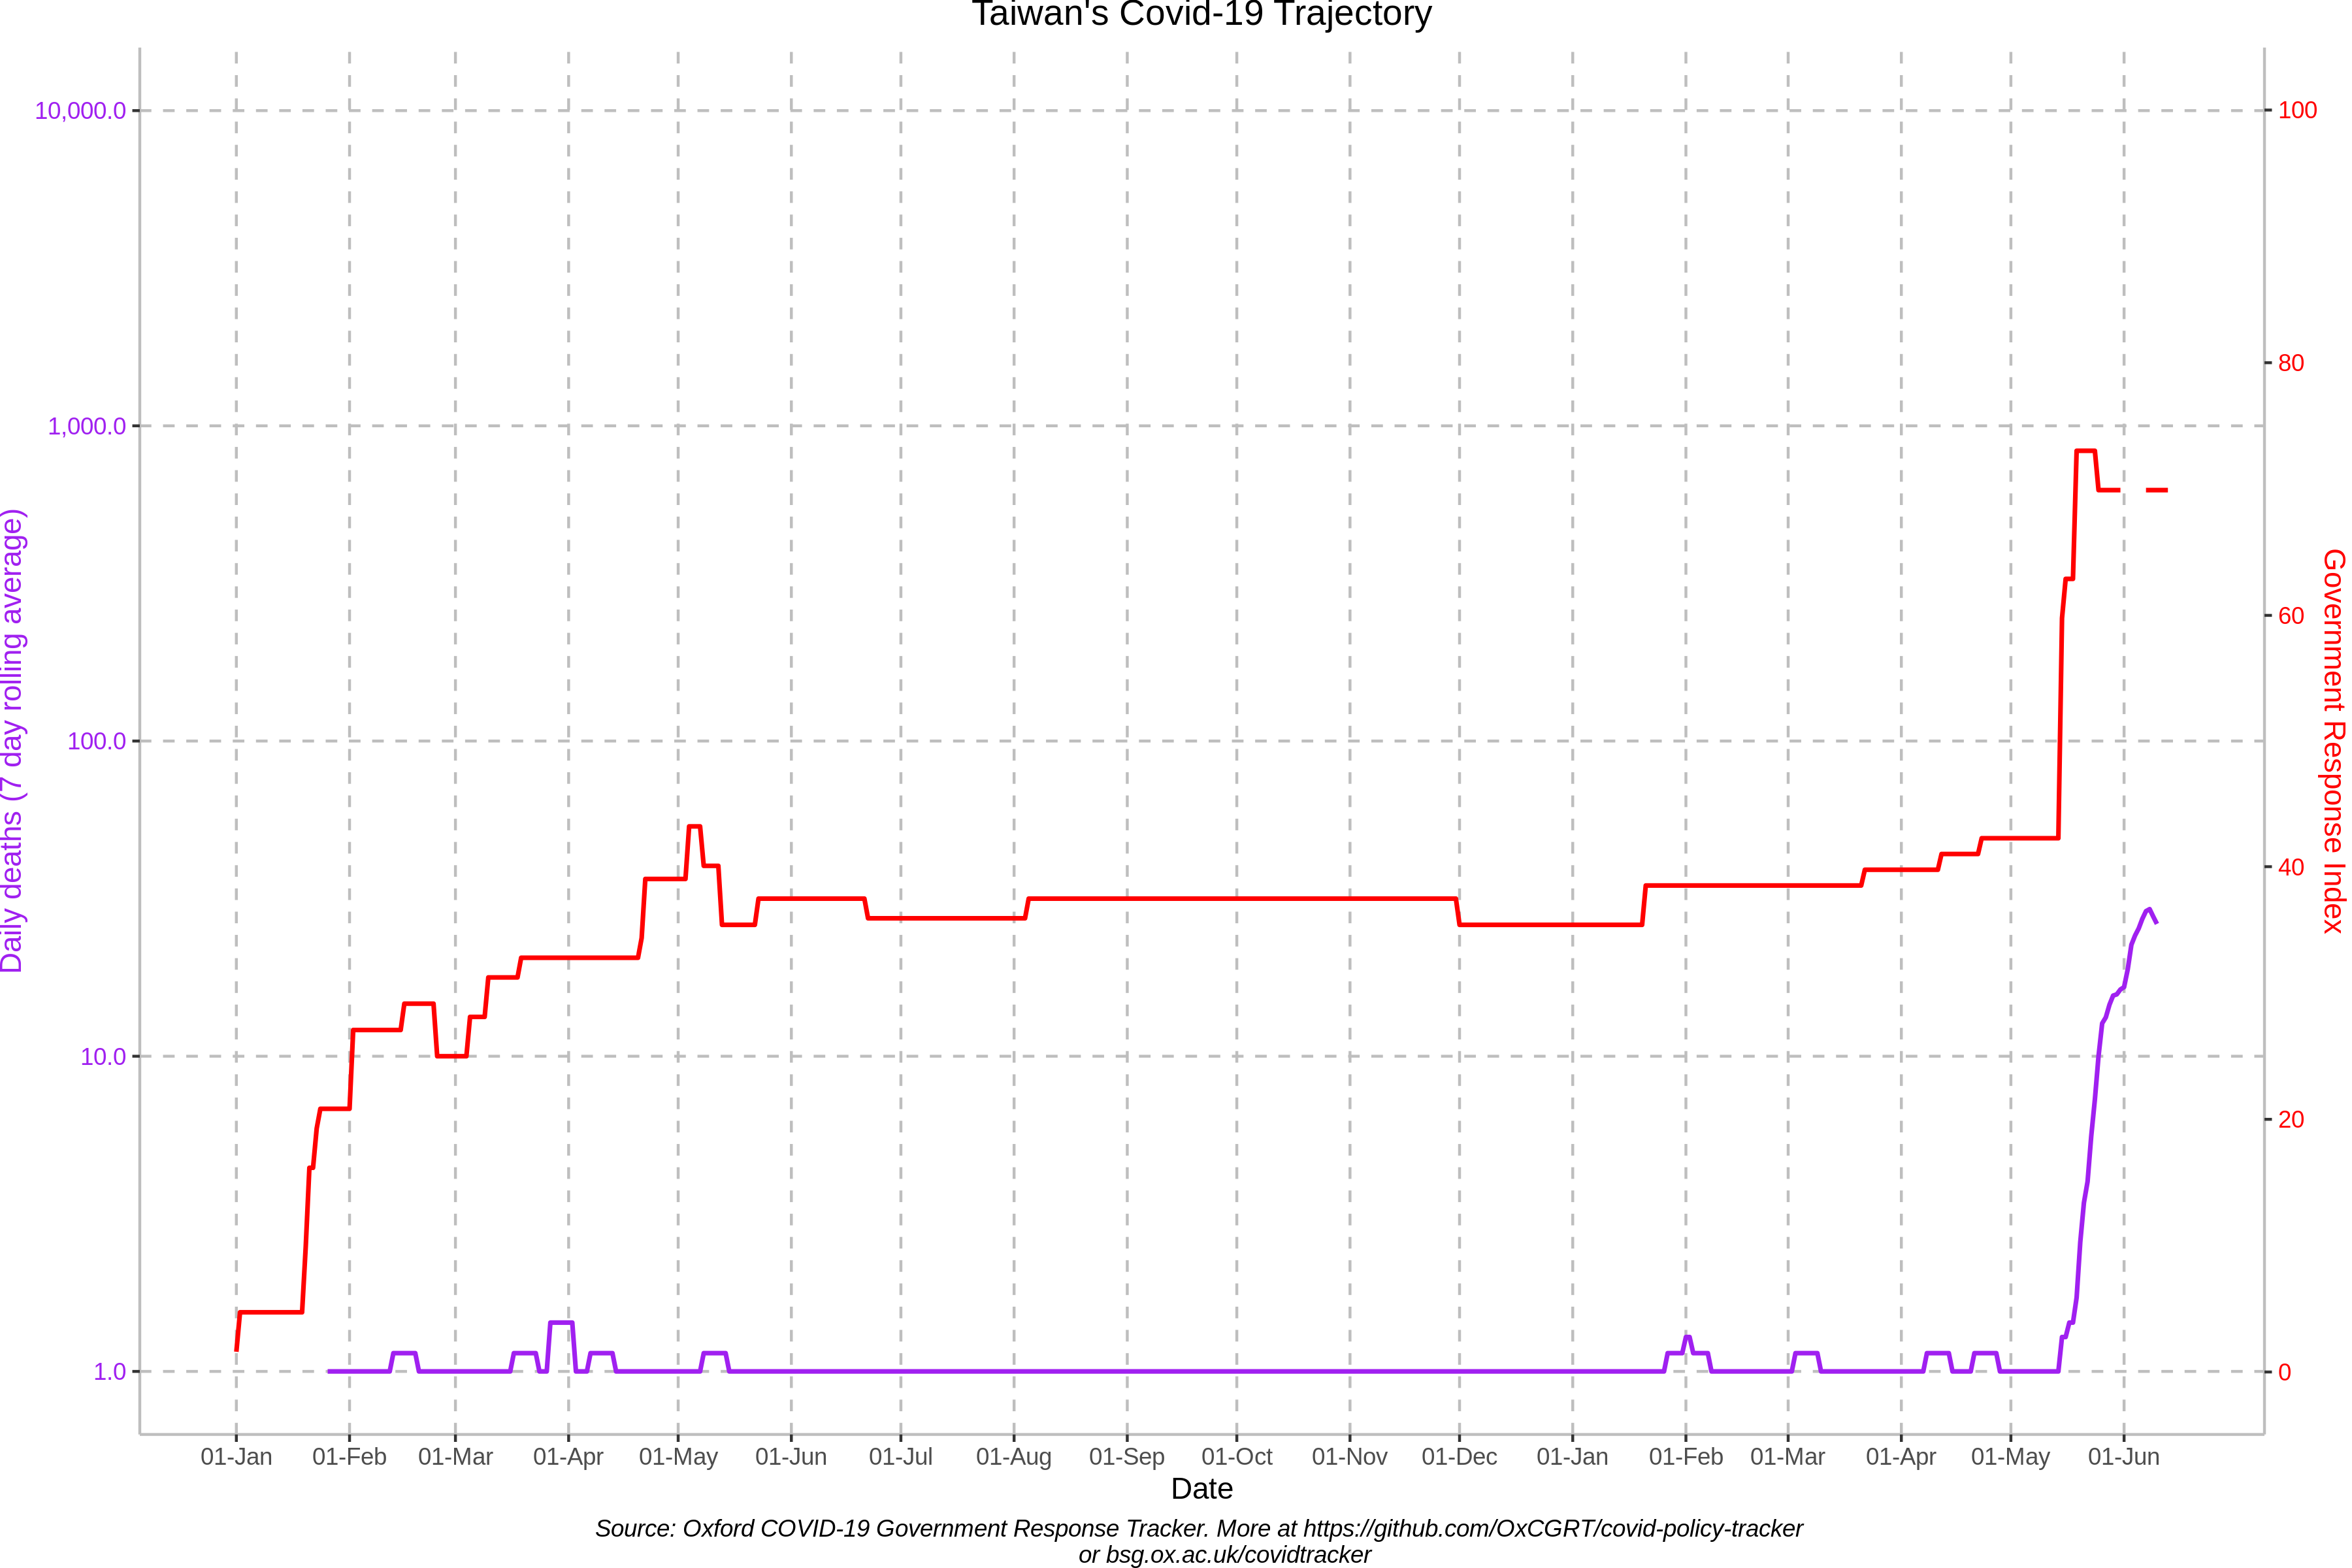 Taiwan's Covid-19 Trajectory
10,000.0
1,000.0
100.0
10.0
1.0
Daily deaths (7 day rolling average)
100
80
60
40
20
0
Government Response Index
01-Jan 01-Feb 01-Mar 01-Apr 01-May 01-Jun 01-Jul 01-Aug 01-Sep 01-Oct 01-Nov 01-Dec 01-Jan 01-Feb 01-Mar 01-Apr 01-May 01-Jun
Date
Source: Oxford COVID-19 Government Response Tracker. More at https://github.com/OxCGRT/covid-policy-tracker
or bsg.ox.ac.uk/covidtracker